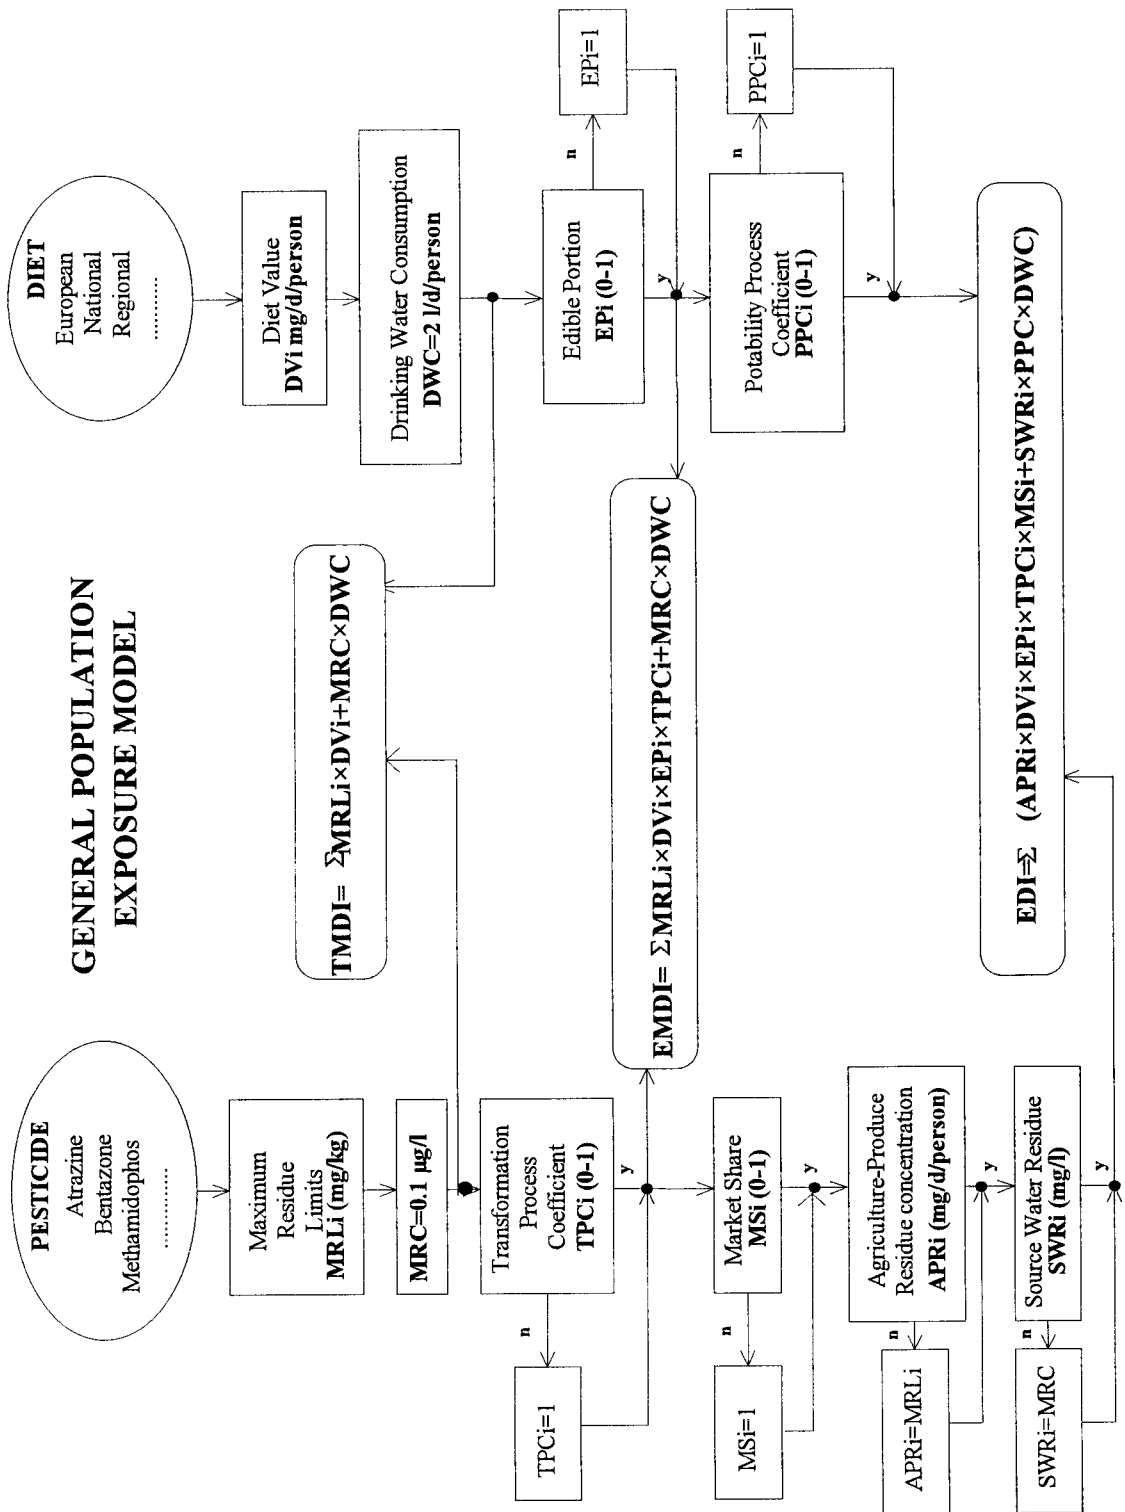 GENERAL POPULATION
EXPOSURE MODEL
PESTICIDE
Atrazine
Bentazone
Methamidophos
..............
Maximum
Residue
Limits
MRLi (mg/kg)
MRC=0.1 µg/l
Transformation
Process
Coefficient
TPCi (0-1)
n
TPCi=1
y
Market Share
MSi (0-1)
n
MSi=1
y
Agriculture-Produce
Residue concentration
APRi (mg/d/person)
n
APRi=MRLi
y
Source Water Residue
SWRi (mg/l)
n
SWRi=MRC
y
TMDI= ΣMRLi×DVi+MRC×DWC
EMDI= ΣMRLi×DVi×EPi×TPCi+MRC×DWC
EDI=Σ (APRi×DVi×EPi×TPCi×MSi+SWRi×PPC×DWC)
DIET
European
National
Regional
..........
Diet Value
DVi mg/d/person
Drinking Water Consumption
DWC=2 l/d/person
Edible Portion
EPi (0-1)
n
EPi=1
y
Potability Process
Coefficient
PPCi (0-1)
n
PPCi=1
y